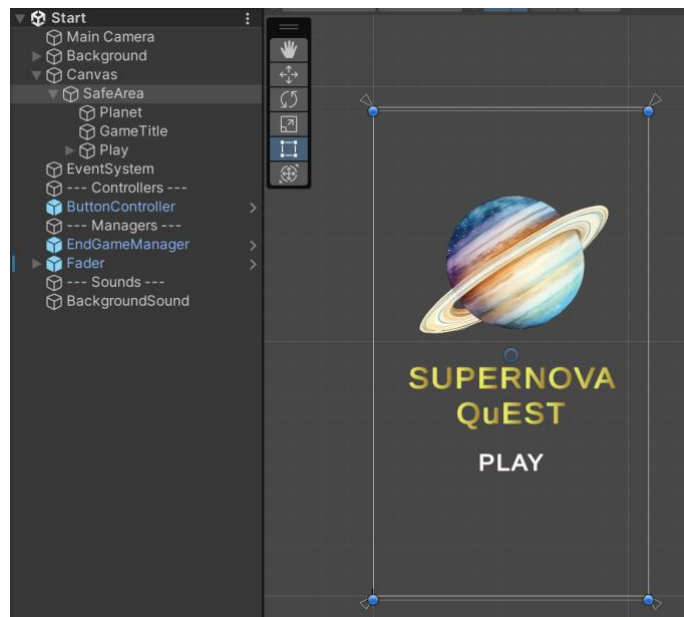 Start
Main Camera
Background
Canvas
SafeArea
Planet
GameTitle
Play
EventSystem
--- Controllers ---
ButtonController
--- Managers ---
EndGameManager
Fader
--- Sounds ---
BackgroundSound
SUPERNOVA
QuEST
PLAY